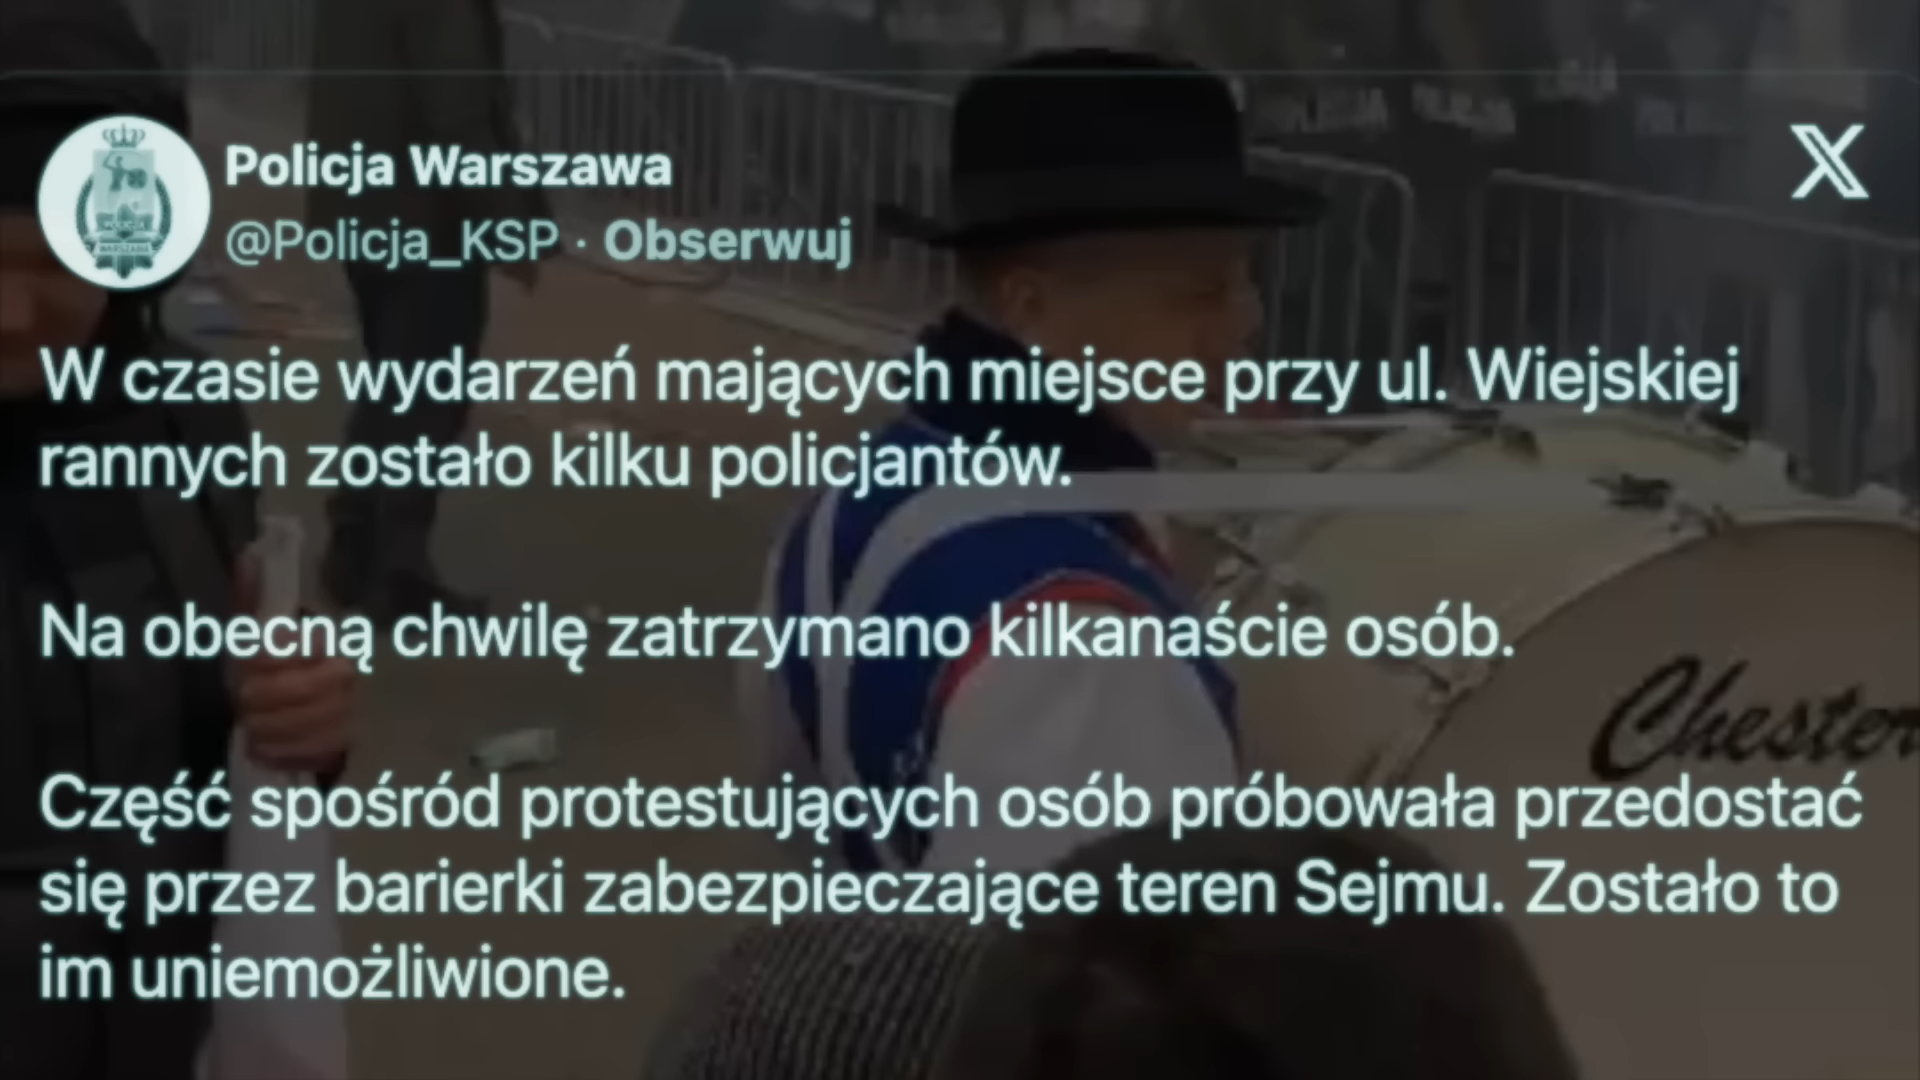 Policja Warszawa
@Policja_KSP · Obserwuj
W czasie wydarzeń mających miejsce przy ul. Wiejskiej
rannych zostało kilku policjantów.
Na obecną chwilę zatrzymano kilkanaście osób.
Część spośród protestujących osób próbowała przedostać
się przez barierki zabezpieczające teren Sejmu. Zostało to
im uniemożliwione.
Chester